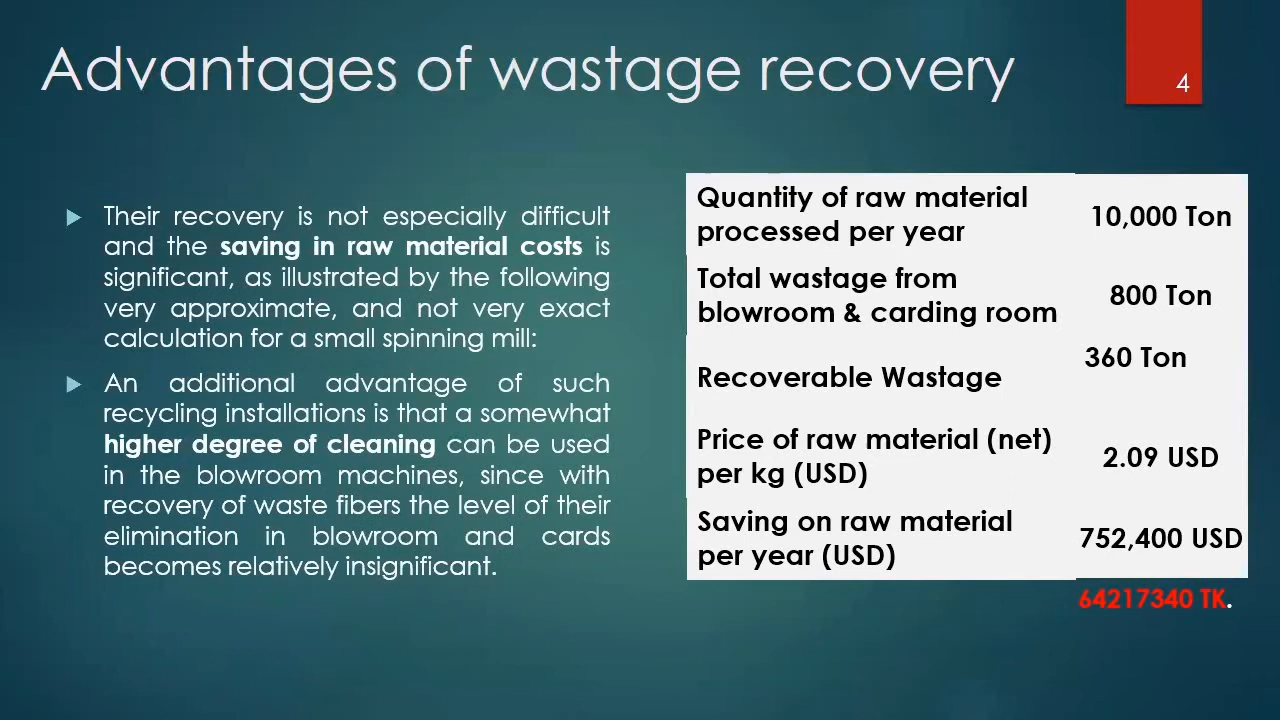 Advantages of wastage recovery
4
Their recovery is not especially difficult
and the saving in raw material costs is
significant, as illustrated by the following
very approximate, and not very exact
calculation for a small spinning mill:
An additional advantage of such
recycling installations is that a somewhat
higher degree of cleaning can be used
in the blowroom machines, since with
recovery of waste fibers the level of their
elimination in blowroom and cards
becomes relatively insignificant.
Quantity of raw material
processed per year
10,000 Ton
Total wastage from
blowroom & carding room
800 Ton
Recoverable Wastage
360 Ton
Price of raw material (net)
per kg (USD)
2.09 USD
Saving on raw material
per year (USD)
752,400 USD
64217340 TK.